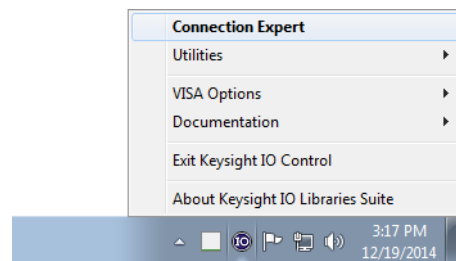 Connection Expert
Utilities
VISA Options
Documentation
Exit Keysight IO Control
About Keysight IO Libraries Suite
IO
3:17 PM
12/19/2014